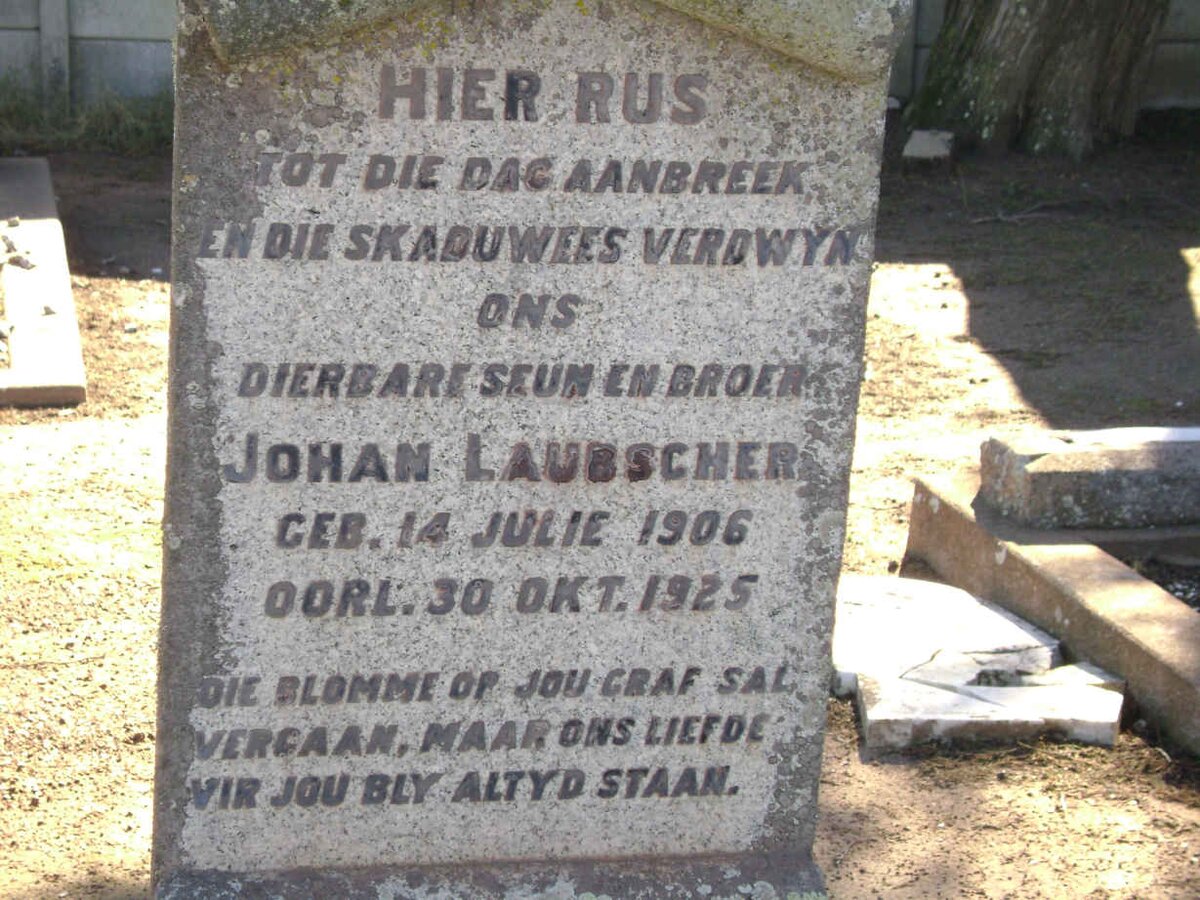 HIER RUS
TOT DIE DAG AANBREEK,
EN DIE SKADUWEES VERDWYN
ONS
DIERBARE SEUN EN BROER
JOHAN LAUBSCHER
GEB. 14 JULIE 1906
OORL. 30 OKT. 1925
DIE BLOMME OP JOU GRAF SAL
VERGAAN, MAAR ONS LIEFDE
VIR JOU BLY ALTYD STAAN.